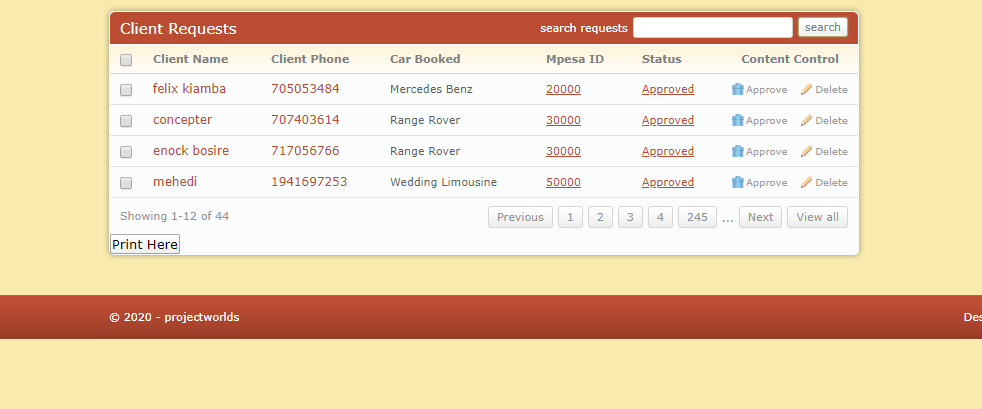 Client Requests search requests search
Client Name Client Phone Car Booked Mpesa ID Status Content Control
felix kiamba 705053484 Mercedes Benz 20000 Approved Approve Delete
concepter 707403614 Range Rover 30000 Approved Approve Delete
enock bosire 717056766 Range Rover 30000 Approved Approve Delete
mehedi 1941697253 Wedding Limousine 50000 Approved Approve Delete
Showing 1-12 of 44 Previous 1 2 3 4 245 ... Next View all
Print Here
© 2020 - projectworlds Des